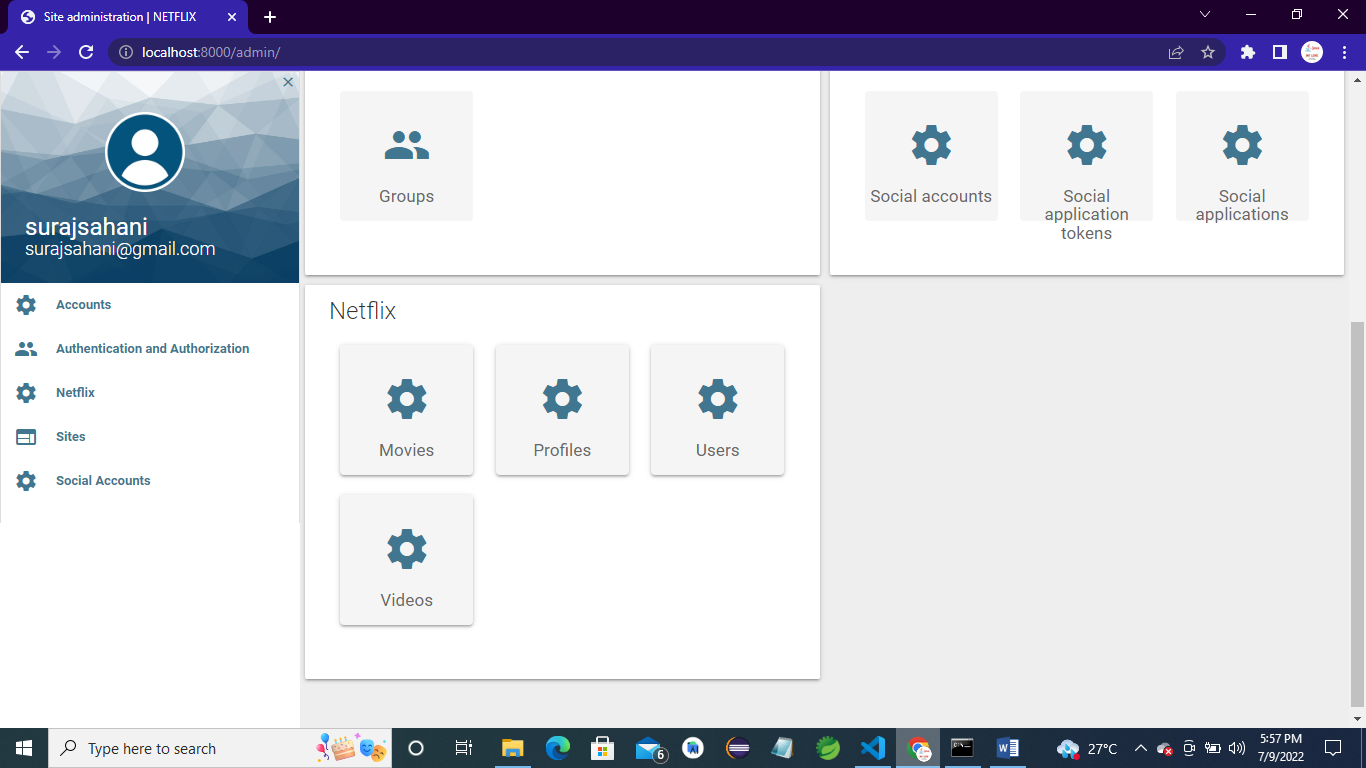 Site administration | NETFLIX
localhost:8000/admin/
surajsahani
surajsahani@gmail.com
Accounts
Authentication and Authorization
Netflix
Sites
Social Accounts
Groups
Social accounts
Social
application
tokens
Social
applications
Netflix
Movies
Profiles
Users
Videos
Type here to search
6
27°C
5:57 PM
7/9/2022